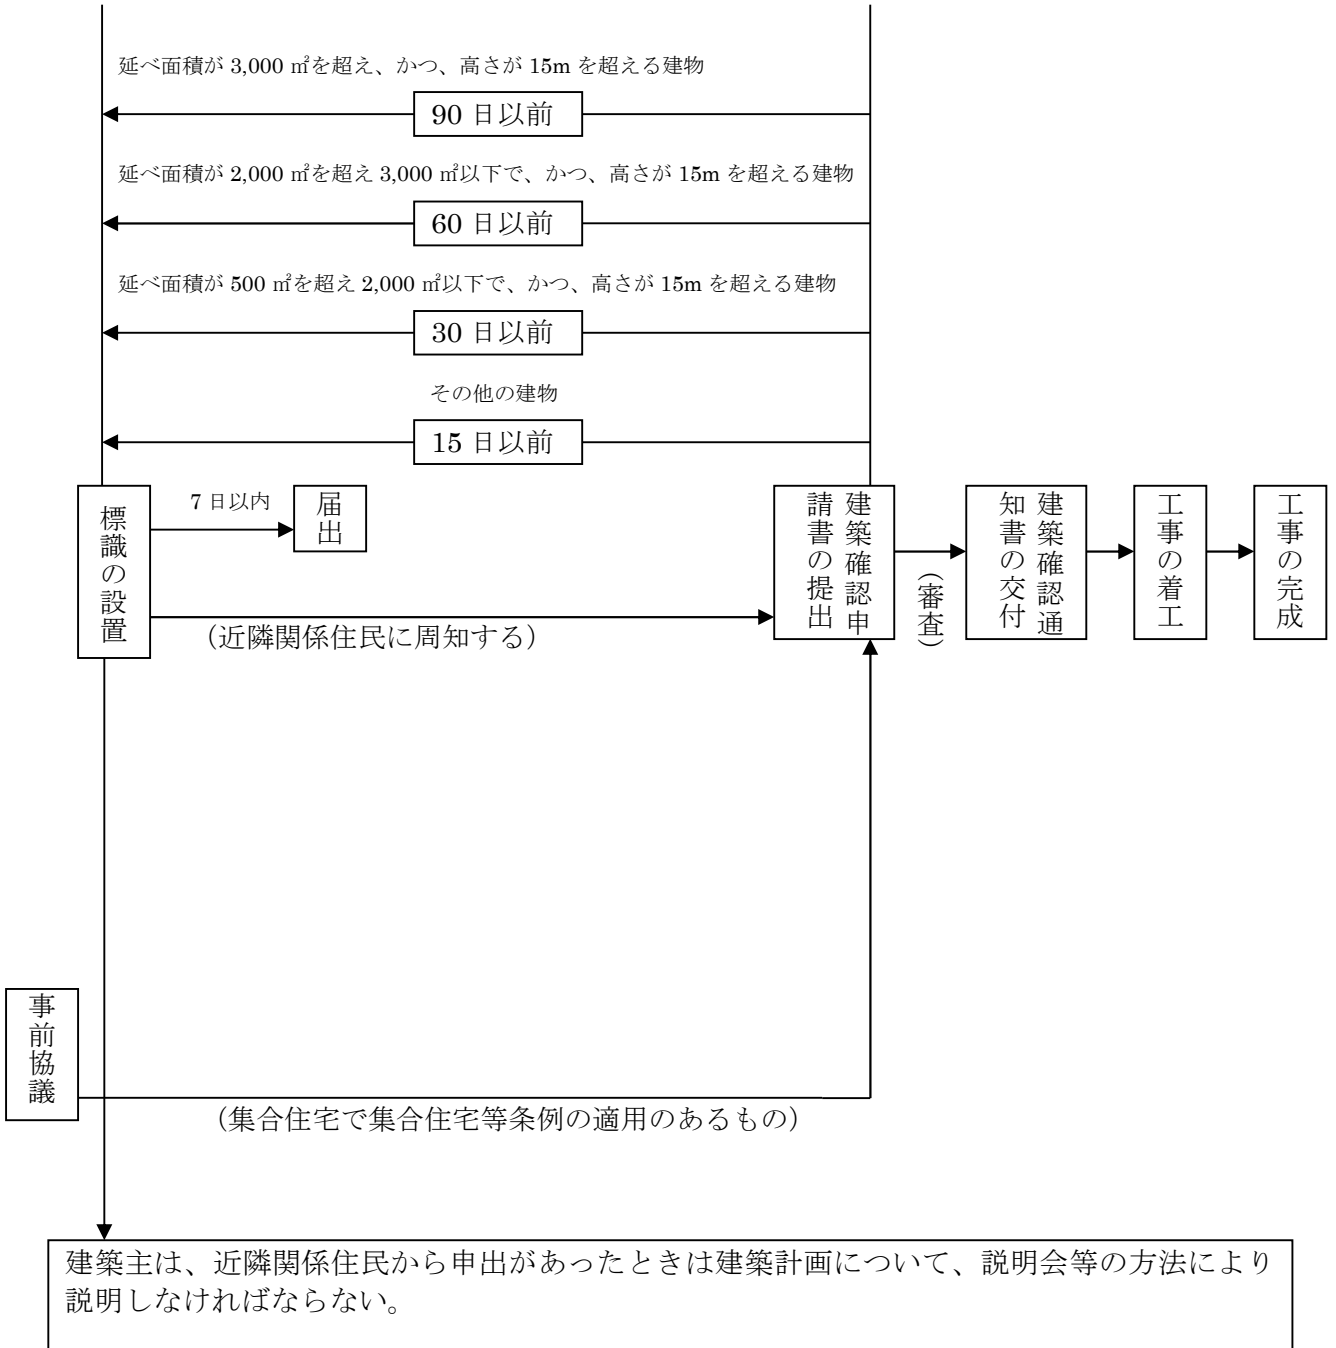 延べ面積が 3,000 ㎡を超え、かつ、高さが 15m を超える建物
90 日以前
延べ面積が 2,000 ㎡を超え 3,000 ㎡以下で、かつ、高さが 15m を超える建物
60 日以前
延べ面積が 500 ㎡を超え 2,000 ㎡以下で、かつ、高さが 15m を超える建物
30 日以前
その他の建物
15 日以前
標識の設置
7 日以内
届出
建築確認申
請書の提出
（審査）
建築確認通
知書の交付
工事の着工
工事の完成
（近隣関係住民に周知する）
事前協議
（集合住宅で集合住宅等条例の適用のあるもの）
建築主は、近隣関係住民から申出があったときは建築計画について、説明会等の方法により
説明しなければならない。